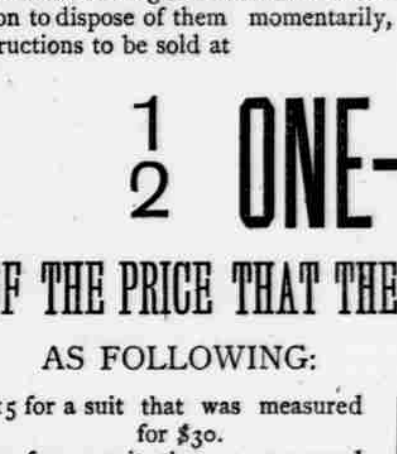 on to dispose of them momentarily,
ructions to be sold at
1/2 ONE-
F THE PRICE THAT THE
AS FOLLOWING:
5 for a suit that was measured
for $30.